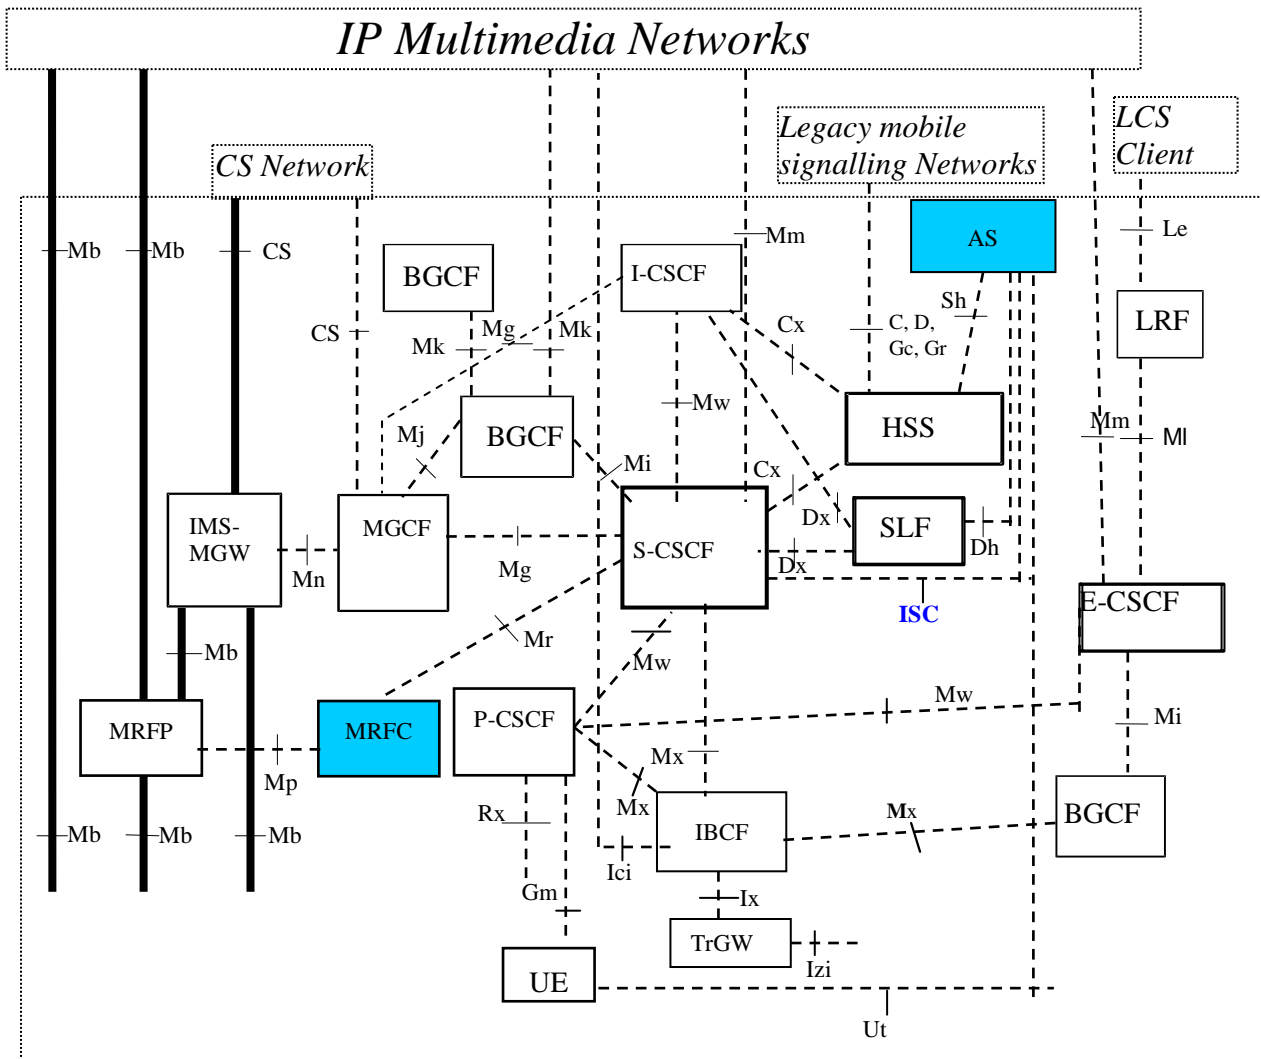 IP Multimedia Networks
Legacy mobile
signalling Networks
LCS
Client
CS Network
Mb
Mb
CS
Mm
AS
Le
BGCF
I-CSCF
Sh
LRF
CS
Mk
Mg
Mk
Cx
C, D,
Gc, Gr
Mw
HSS
Mm
Ml
Mj
BGCF
Mi
Cx
IMS-
MGW
MGCF
S-CSCF
Dx
SLF
Dh
Mn
Mg
Dx
ISC
E-CSCF
Mb
Mr
Mw
Mw
Mi
MRFP
MRFC
P-CSCF
Mp
Mx
Mx
Mx
BGCF
Mb
Mb
Mb
Rx
IBCF
Ici
Gm
Ix
TrGW
Izi
UE
Ut